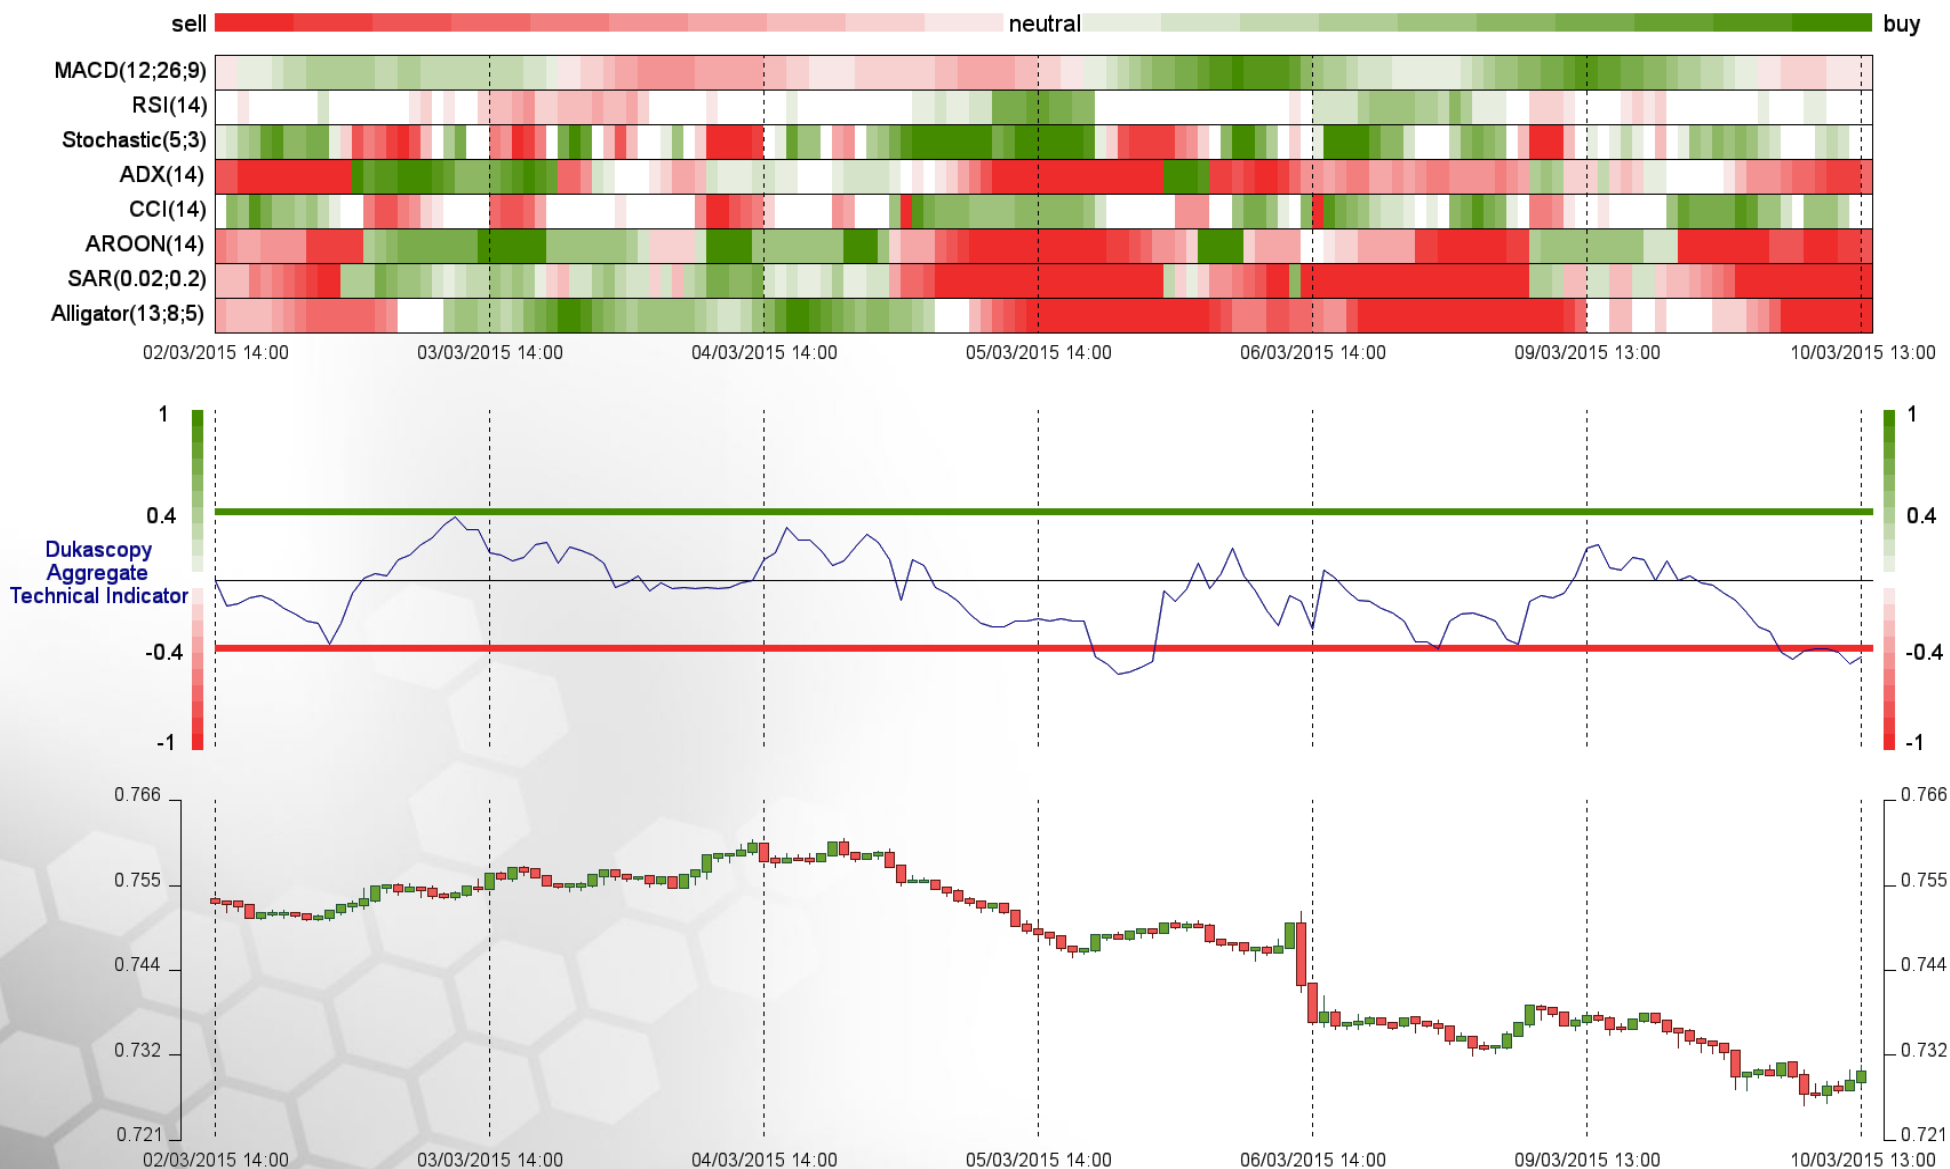 sell neutral buy
MACD(12;26;9)
RSI(14)
Stochastic(5;3)
ADX(14)
CCI(14)
AROON(14)
SAR(0.02;0.2)
Alligator(13;8;5)
02/03/2015 14:00 03/03/2015 14:00 04/03/2015 14:00 05/03/2015 14:00 06/03/2015 14:00 09/03/2015 13:00 10/03/2015 13:00
1 1
0.4 0.4
Dukascopy
Aggregate
Technical Indicator
-0.4 -0.4
-1 -1
0.766 0.766
0.755 0.755
0.744 0.744
0.732 0.732
0.721 0.721
02/03/2015 14:00 03/03/2015 14:00 04/03/2015 14:00 05/03/2015 14:00 06/03/2015 14:00 09/03/2015 13:00 10/03/2015 13:00